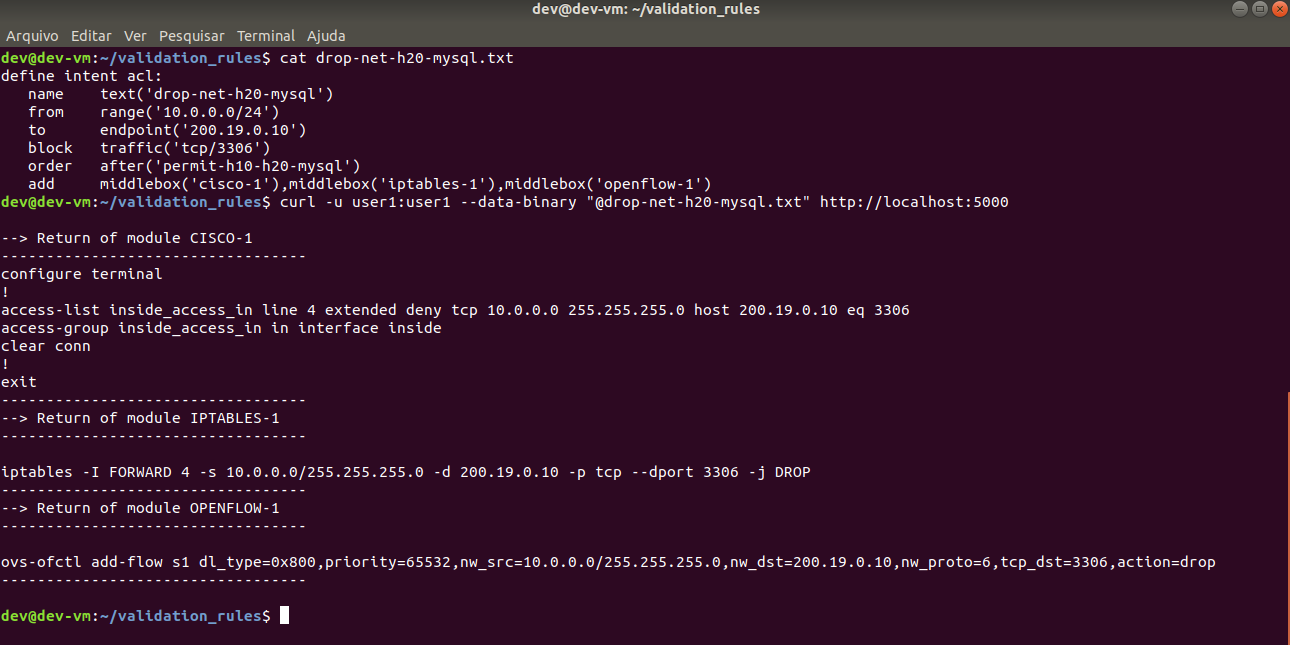 dev@dev-vm: ~/validation_rules
Arquivo Editar Ver Pesquisar Terminal Ajuda
dev@dev-vm:~/validation_rules$ cat drop-net-h20-mysql.txt
define intent acl:
   name    text('drop-net-h20-mysql')
   from    range('10.0.0.0/24')
   to      endpoint('200.19.0.10')
   block   traffic('tcp/3306')
   order   after('permit-h10-h20-mysql')
   add     middlebox('cisco-1'),middlebox('iptables-1'),middlebox('openflow-1')
dev@dev-vm:~/validation_rules$ curl -u user1:user1 --data-binary "@drop-net-h20-mysql.txt" http://localhost:5000
--> Return of module CISCO-1
----------------------------------
configure terminal
!
access-list inside_access_in line 4 extended deny tcp 10.0.0.0 255.255.255.0 host 200.19.0.10 eq 3306
access-group inside_access_in in interface inside
clear conn
!
exit
----------------------------------
--> Return of module IPTABLES-1
----------------------------------
iptables -I FORWARD 4 -s 10.0.0.0/255.255.255.0 -d 200.19.0.10 -p tcp --dport 3306 -j DROP
----------------------------------
--> Return of module OPENFLOW-1
----------------------------------
ovs-ofctl add-flow s1 dl_type=0x800,priority=65532,nw_src=10.0.0.0/255.255.255.0,nw_dst=200.19.0.10,nw_proto=6,tcp_dst=3306,action=drop
----------------------------------
dev@dev-vm:~/validation_rules$